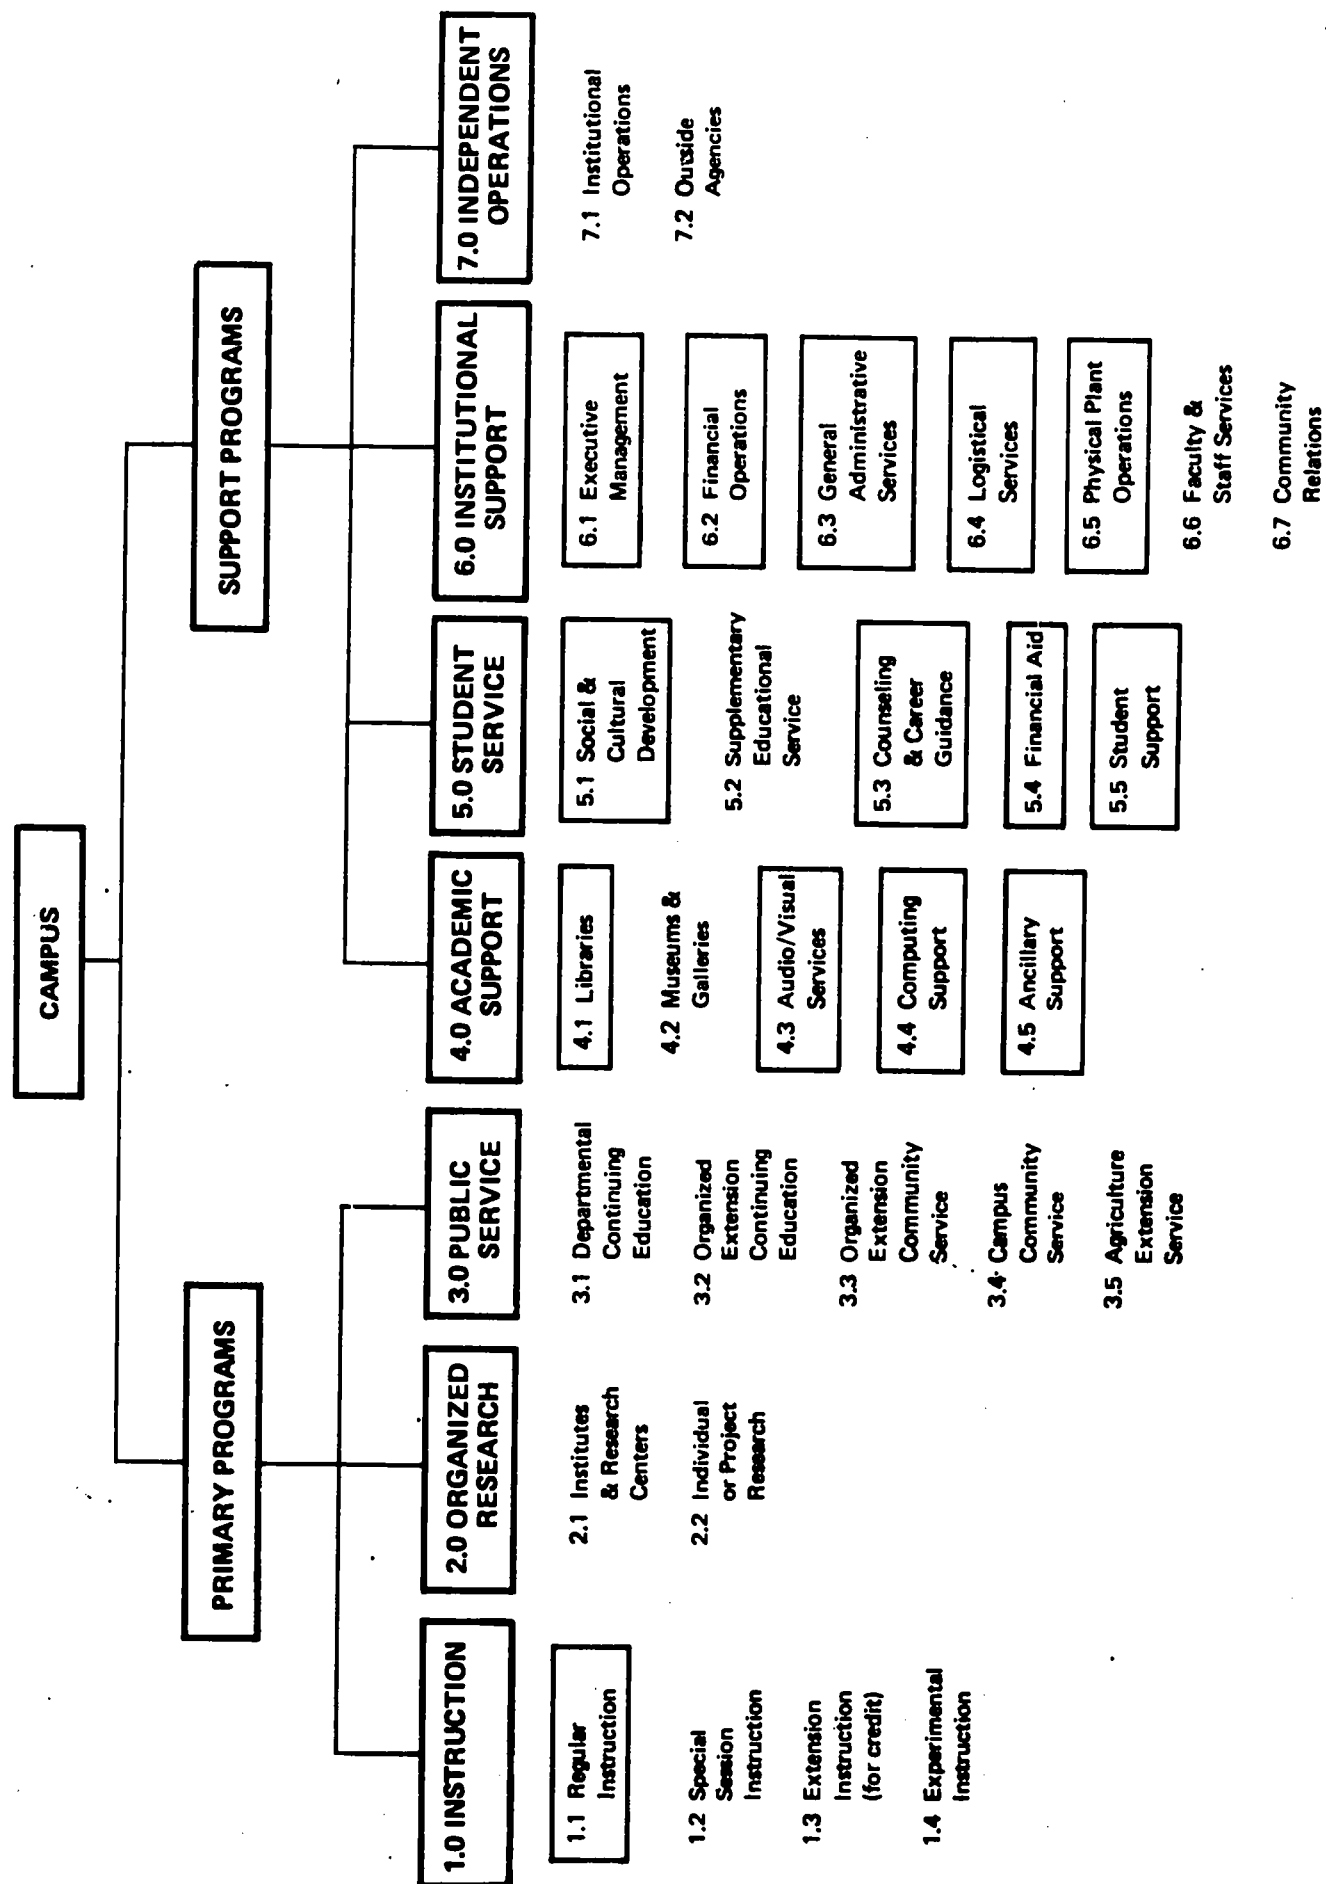 CAMPUS
PRIMARY PROGRAMS
SUPPORT PROGRAMS
1.0 INSTRUCTION
1.1 Regular
Instruction
1.2 Special
Session
Instruction
1.3 Extension
Instruction
(for credit)
1.4 Experimental
Instruction
2.0 ORGANIZED
RESEARCH
2.1 Institutes
& Research
Centers
2.2 Individual
or Project
Research
3.0 PUBLIC
SERVICE
3.1 Departmental
Continuing
Education
3.2 Organized
Extension
Continuing
Education
3.3 Organized
Extension
Community
Service
3.4 Campus
Community
Service
3.5 Agriculture
Extension
Service
4.0 ACADEMIC
SUPPORT
4.1 Libraries
4.2 Museums &
Galleries
4.3 Audio/Visual
Services
4.4 Computing
Support
4.5 Ancillary
Support
5.0 STUDENT
SERVICE
5.1 Social &
Cultural
Development
5.2 Supplementary
Educational
Service
5.3 Counseling
& Career
Guidance
5.4 Financial Aid
5.5 Student
Support
6.0 INSTITUTIONAL
SUPPORT
6.1 Executive
Management
6.2 Financial
Operations
6.3 General
Administrative
Services
6.4 Logistical
Services
6.5 Physical Plant
Operations
6.6 Faculty &
Staff Services
6.7 Community
Relations
7.0 INDEPENDENT
OPERATIONS
7.1 Institutional
Operations
7.2 Outside
Agencies